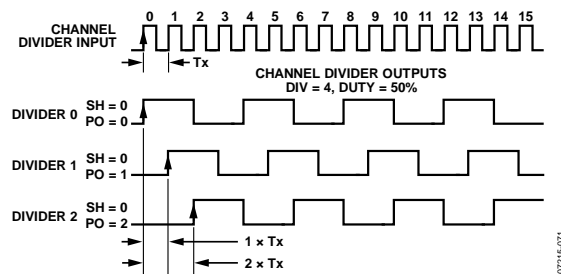 0 1 2 3 4 5 6 7 8 9 10 11 12 13 14 15
CHANNEL
DIVIDER INPUT
Tx
CHANNEL DIVIDER OUTPUTS
DIV = 4, DUTY = 50%
DIVIDER 0
SH = 0
PO = 0
DIVIDER 1
SH = 0
PO = 1
DIVIDER 2
SH = 0
PO = 2
1 × Tx
2 × Tx
07215-071